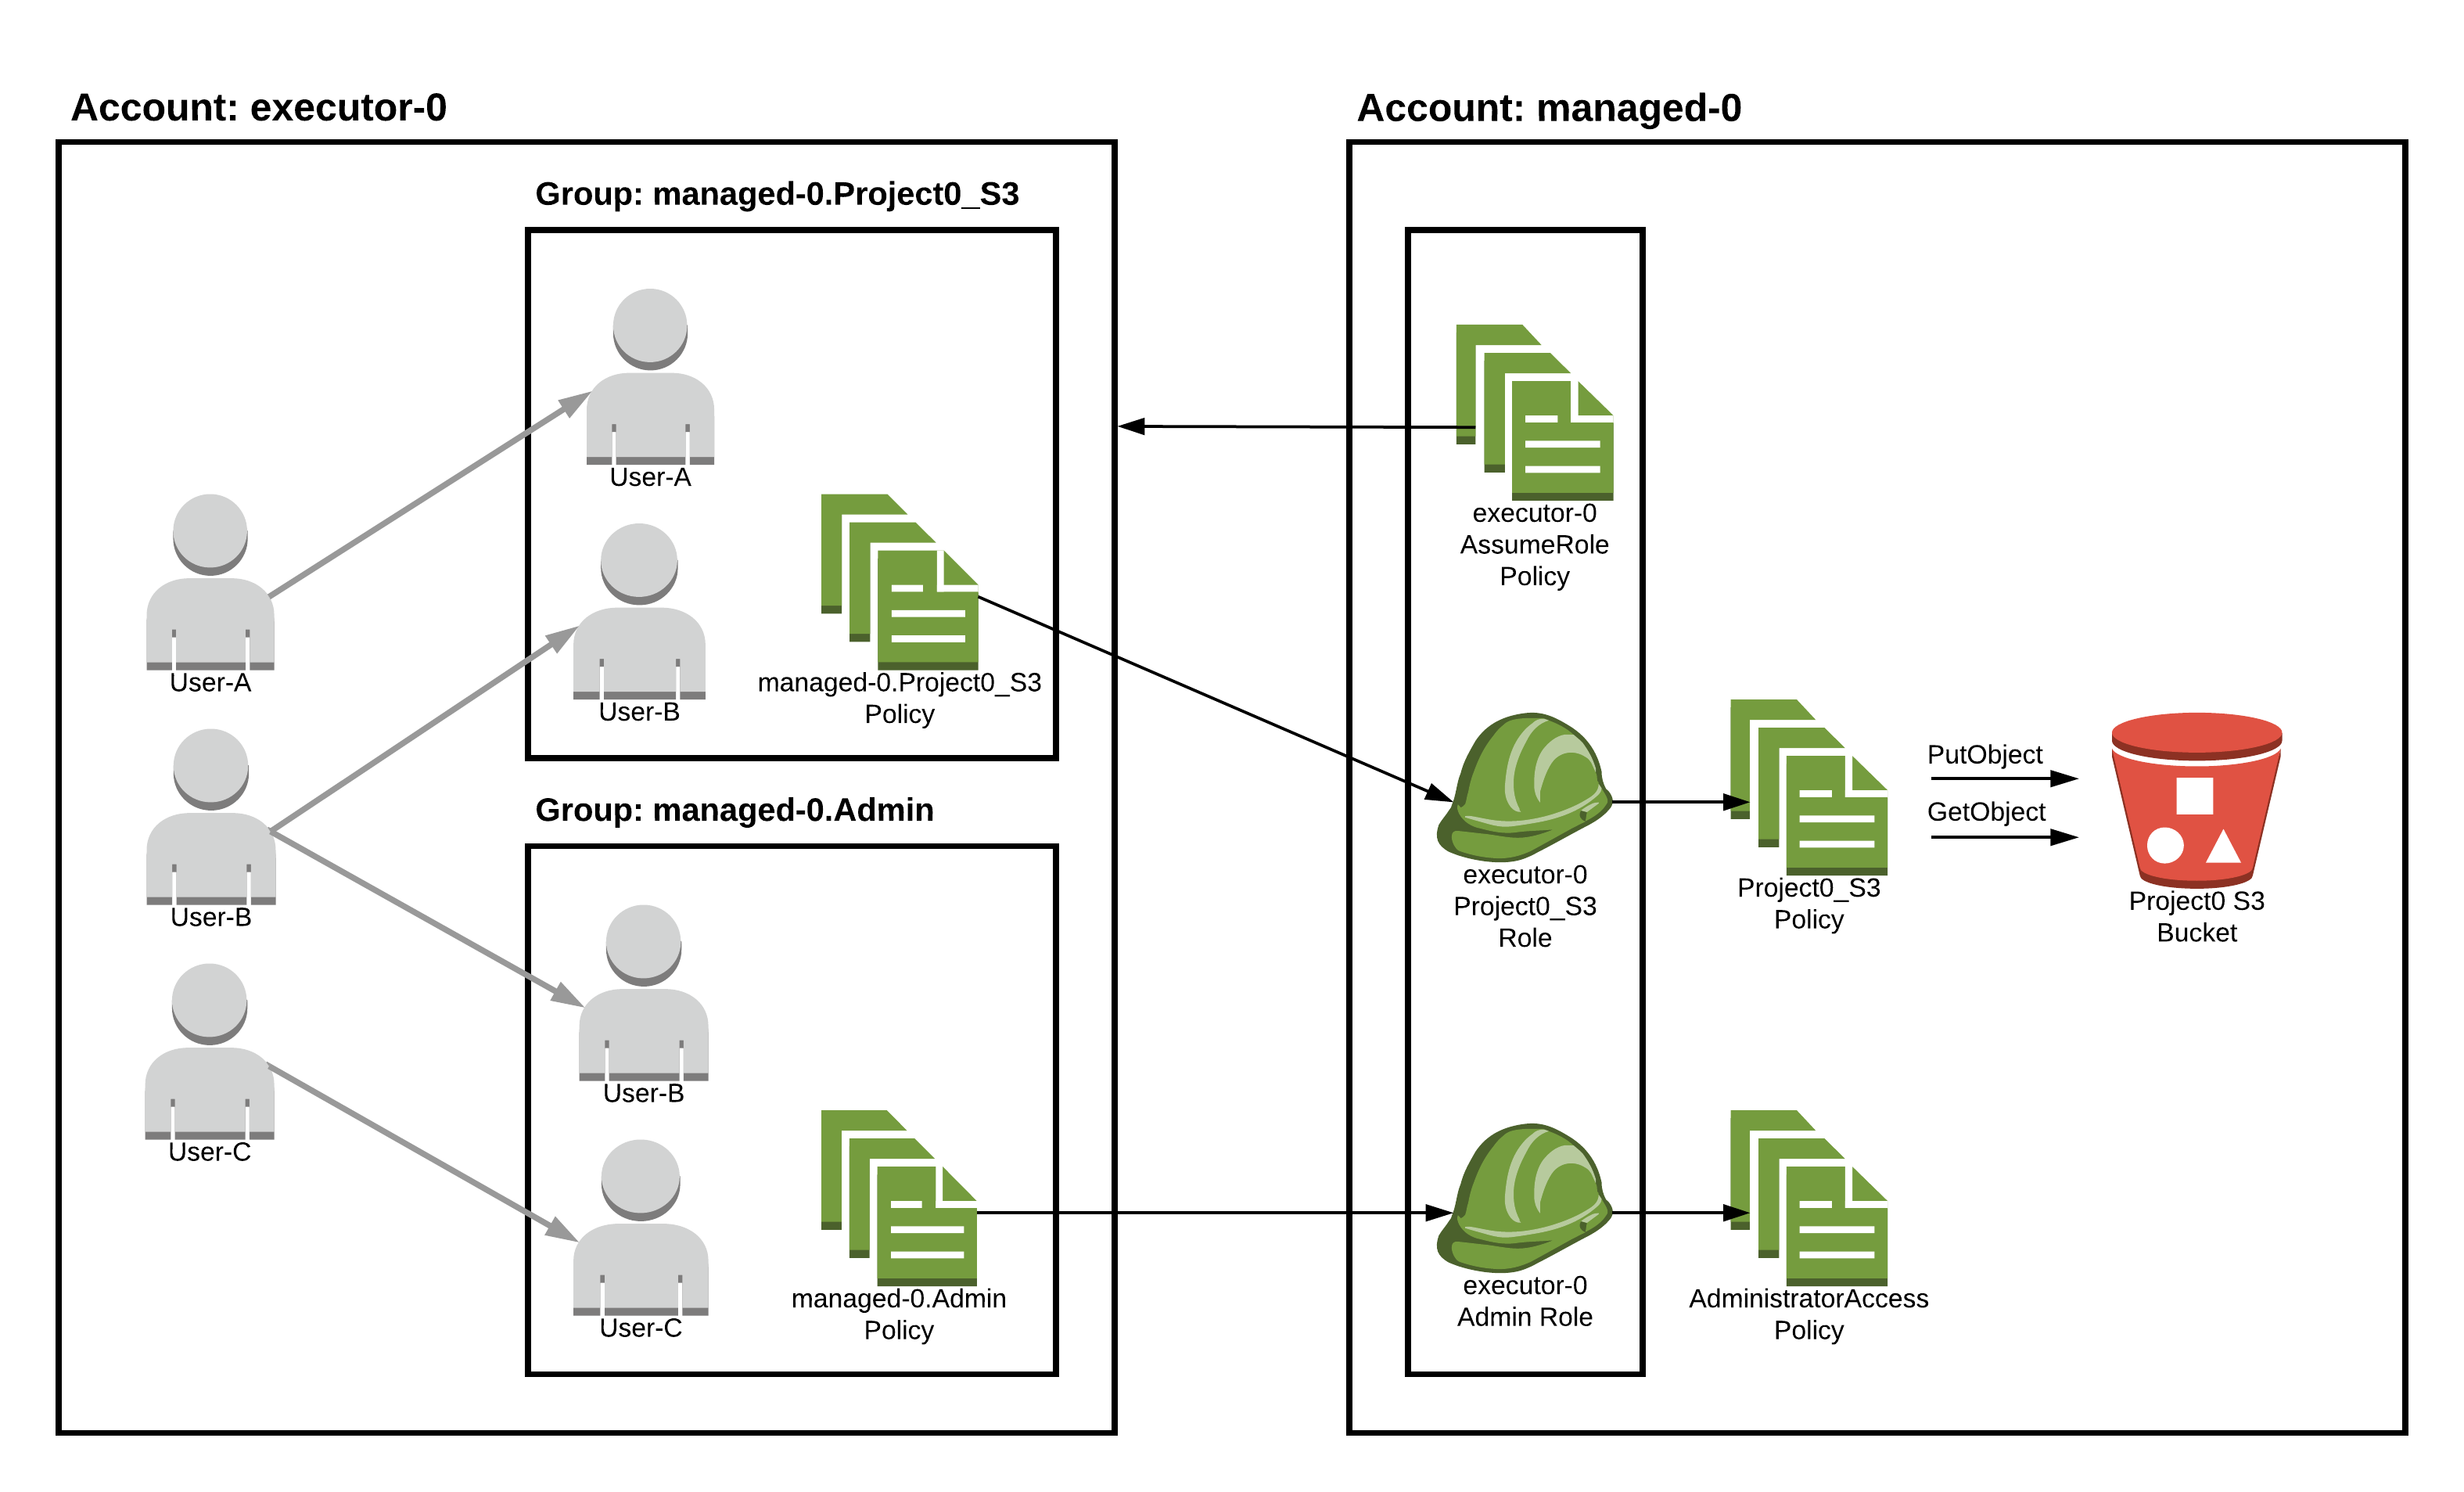 Account: executor-0
Group: managed-0.Project0_S3
User-A
User-B
managed-0.Project0_S3
Policy
User-A
User-B
User-C
Group: managed-0.Admin
User-B
User-C
managed-0.Admin
Policy
Account: managed-0
executor-0
AssumeRole
Policy
executor-0
Project0_S3
Role
Project0_S3
Policy
PutObject
GetObject
Project0 S3
Bucket
executor-0
Admin Role
AdministratorAccess
Policy